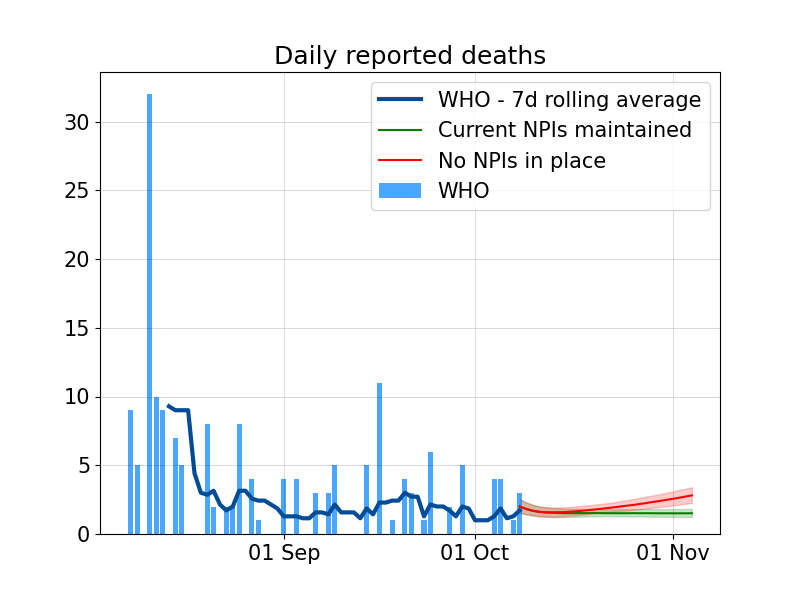 Daily reported deaths
WHO - 7d rolling average
Current NPIs maintained
No NPIs in place
WHO
30
25
20
15
10
5
0
01 Sep
01 Oct
01 Nov